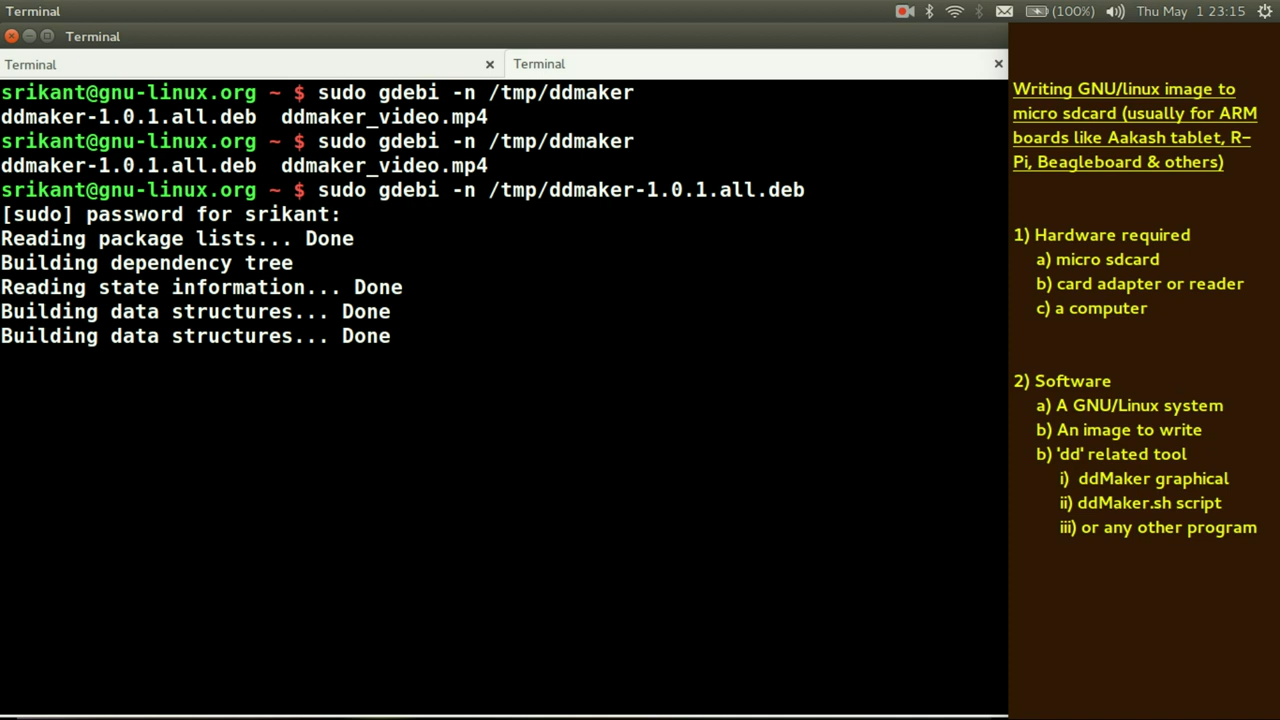 Terminal
(100%) Thu May 1 23:15
Terminal
Terminal
Terminal
srikant@gnu-linux.org ~ $ sudo gdebi -n /tmp/ddmaker
ddmaker-1.0.1.all.deb ddmaker_video.mp4
srikant@gnu-linux.org ~ $ sudo gdebi -n /tmp/ddmaker
ddmaker-1.0.1.all.deb ddmaker_video.mp4
srikant@gnu-linux.org ~ $ sudo gdebi -n /tmp/ddmaker-1.0.1.all.deb
[sudo] password for srikant:
Reading package lists... Done
Building dependency tree
Reading state information... Done
Building data structures... Done
Building data structures... Done
Writing GNU/linux image to
micro sdcard (usually for ARM
boards like Aakash tablet, R-
Pi, Beagleboard & others)
1) Hardware required
a) micro sdcard
b) card adapter or reader
c) a computer
2) Software
a) A GNU/Linux system
b) An image to write
b) 'dd' related tool
i) ddMaker graphical
ii) ddMaker.sh script
iii) or any other program